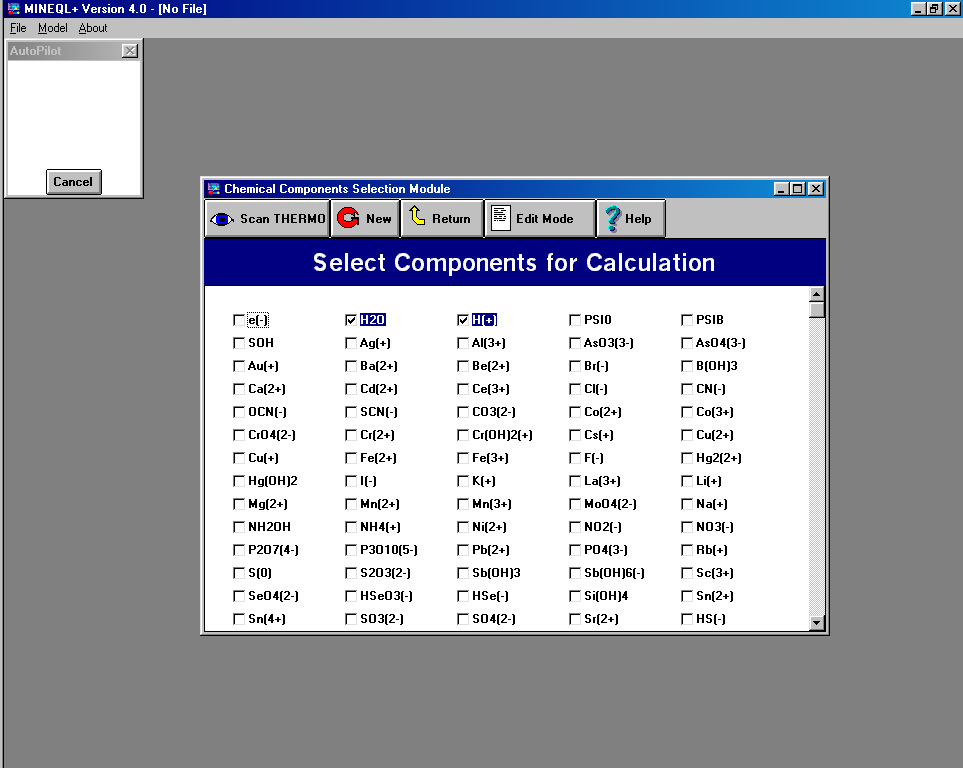 MINEQL+ Version 4.0 - [No File]
File Model About
AutoPilot
Cancel
Chemical Components Selection Module
Scan THERMO New Return Edit Mode Help
Select Components for Calculation
e(-) H2O H(+) PSI0 PSIB
SOH Ag(+) Al(3+) AsO3(3-) AsO4(3-)
Au(+) Ba(2+) Be(2+) Br(-) B(OH)3
Ca(2+) Cd(2+) Ce(3+) Cl(-) CN(-)
OCN(-) SCN(-) CO3(2-) Co(2+) Co(3+)
CrO4(2-) Cr(2+) Cr(OH)2(+) Cs(+) Cu(2+)
Cu(+) Fe(2+) Fe(3+) F(-) Hg2(2+)
Hg(OH)2 I(-) K(+) La(3+) Li(+)
Mg(2+) Mn(2+) Mn(3+) MoO4(2-) Na(+)
NH2OH NH4(+) Ni(2+) NO2(-) NO3(-)
P2O7(4-) P3O10(5-) Pb(2+) PO4(3-) Rb(+)
S(0) S2O3(2-) Sb(OH)3 Sb(OH)6(-) Sc(3+)
SeO4(2-) HSeO3(-) HSe(-) Si(OH)4 Sn(2+)
Sn(4+) SO3(2-) SO4(2-) Sr(2+) HS(-)